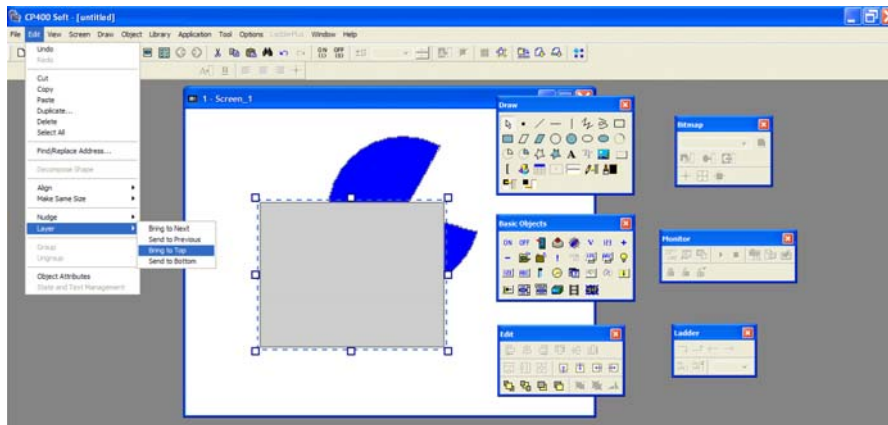 CP400 Soft - [untitled]
File Edit View Screen Draw Object Library Application Tool Options LadderPlus Window Help
Undo
Redo
Cut
Copy
Paste
Duplicate...
Delete
Select All
Find/Replace Address...
Decompose Shape
Align
Make Same Size
Nudge
Layer
Group
Ungroup
Object Attributes
State and Text Management
Bring to Next
Send to Previous
Bring to Top
Send to Bottom
1 - Screen_1
Draw
A
Basic Objects
ON OFF
Edit
Bitmap
Monitor
Ladder